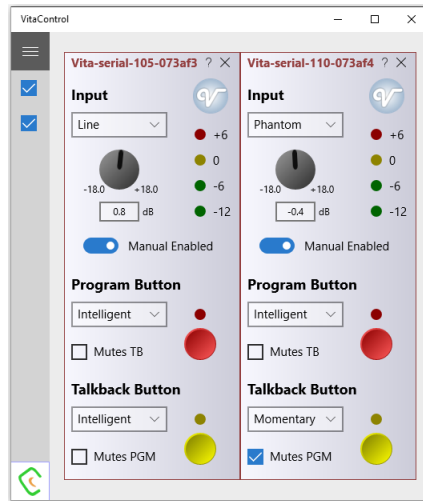 VitaControl
Vita-serial-105-073af3 ?
Input
Line
+6
0
-6
-12
-18.0 +18.0
0.8 dB
Manual Enabled
Program Button
Intelligent
Mutes TB
Talkback Button
Intelligent
Mutes PGM
Vita-serial-110-073af4 ?
Input
Phantom
+6
0
-6
-12
-18.0 +18.0
-0.4 dB
Manual Enabled
Program Button
Intelligent
Mutes TB
Talkback Button
Momentary
Mutes PGM